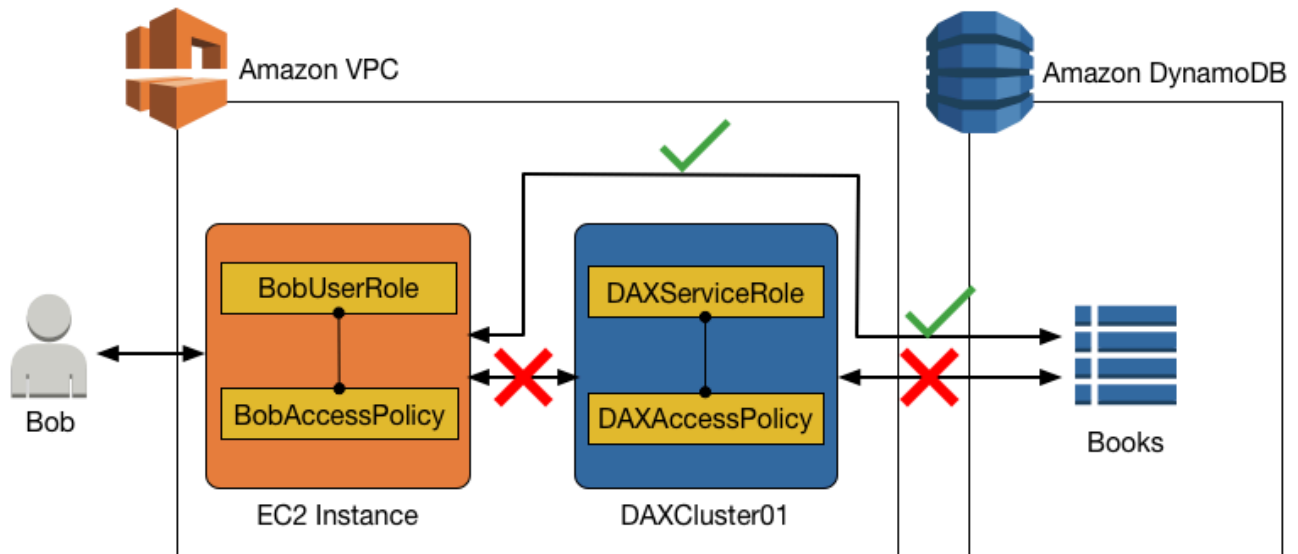 Amazon VPC
Amazon DynamoDB
BobUserRole
DAXServiceRole
BobAccessPolicy
DAXAccessPolicy
Bob
Books
EC2 Instance
DAXCluster01